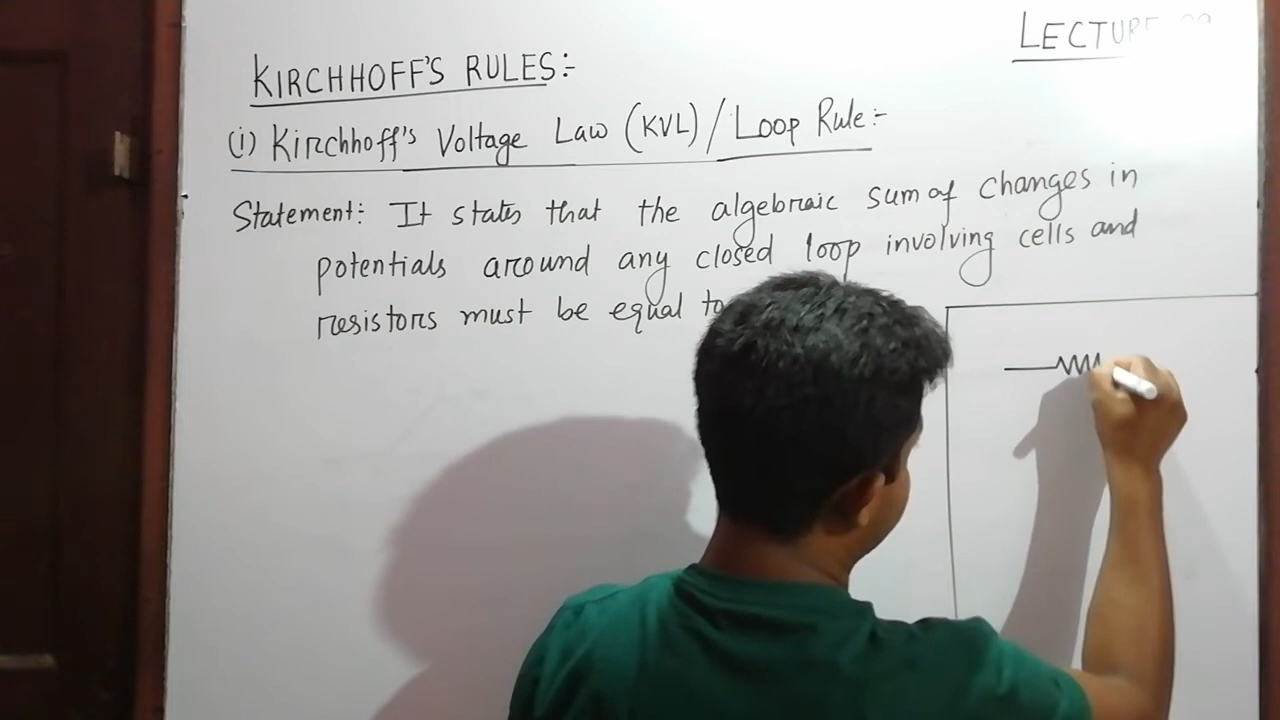 LECTURE
KIRCHHOFF'S RULES:-
(i) Kirchhoff's Voltage Law (KVL) / Loop Rule:-
Statement: It states that the algebraic sum of changes in
potentials around any closed loop involving cells and
resistors must be equal to